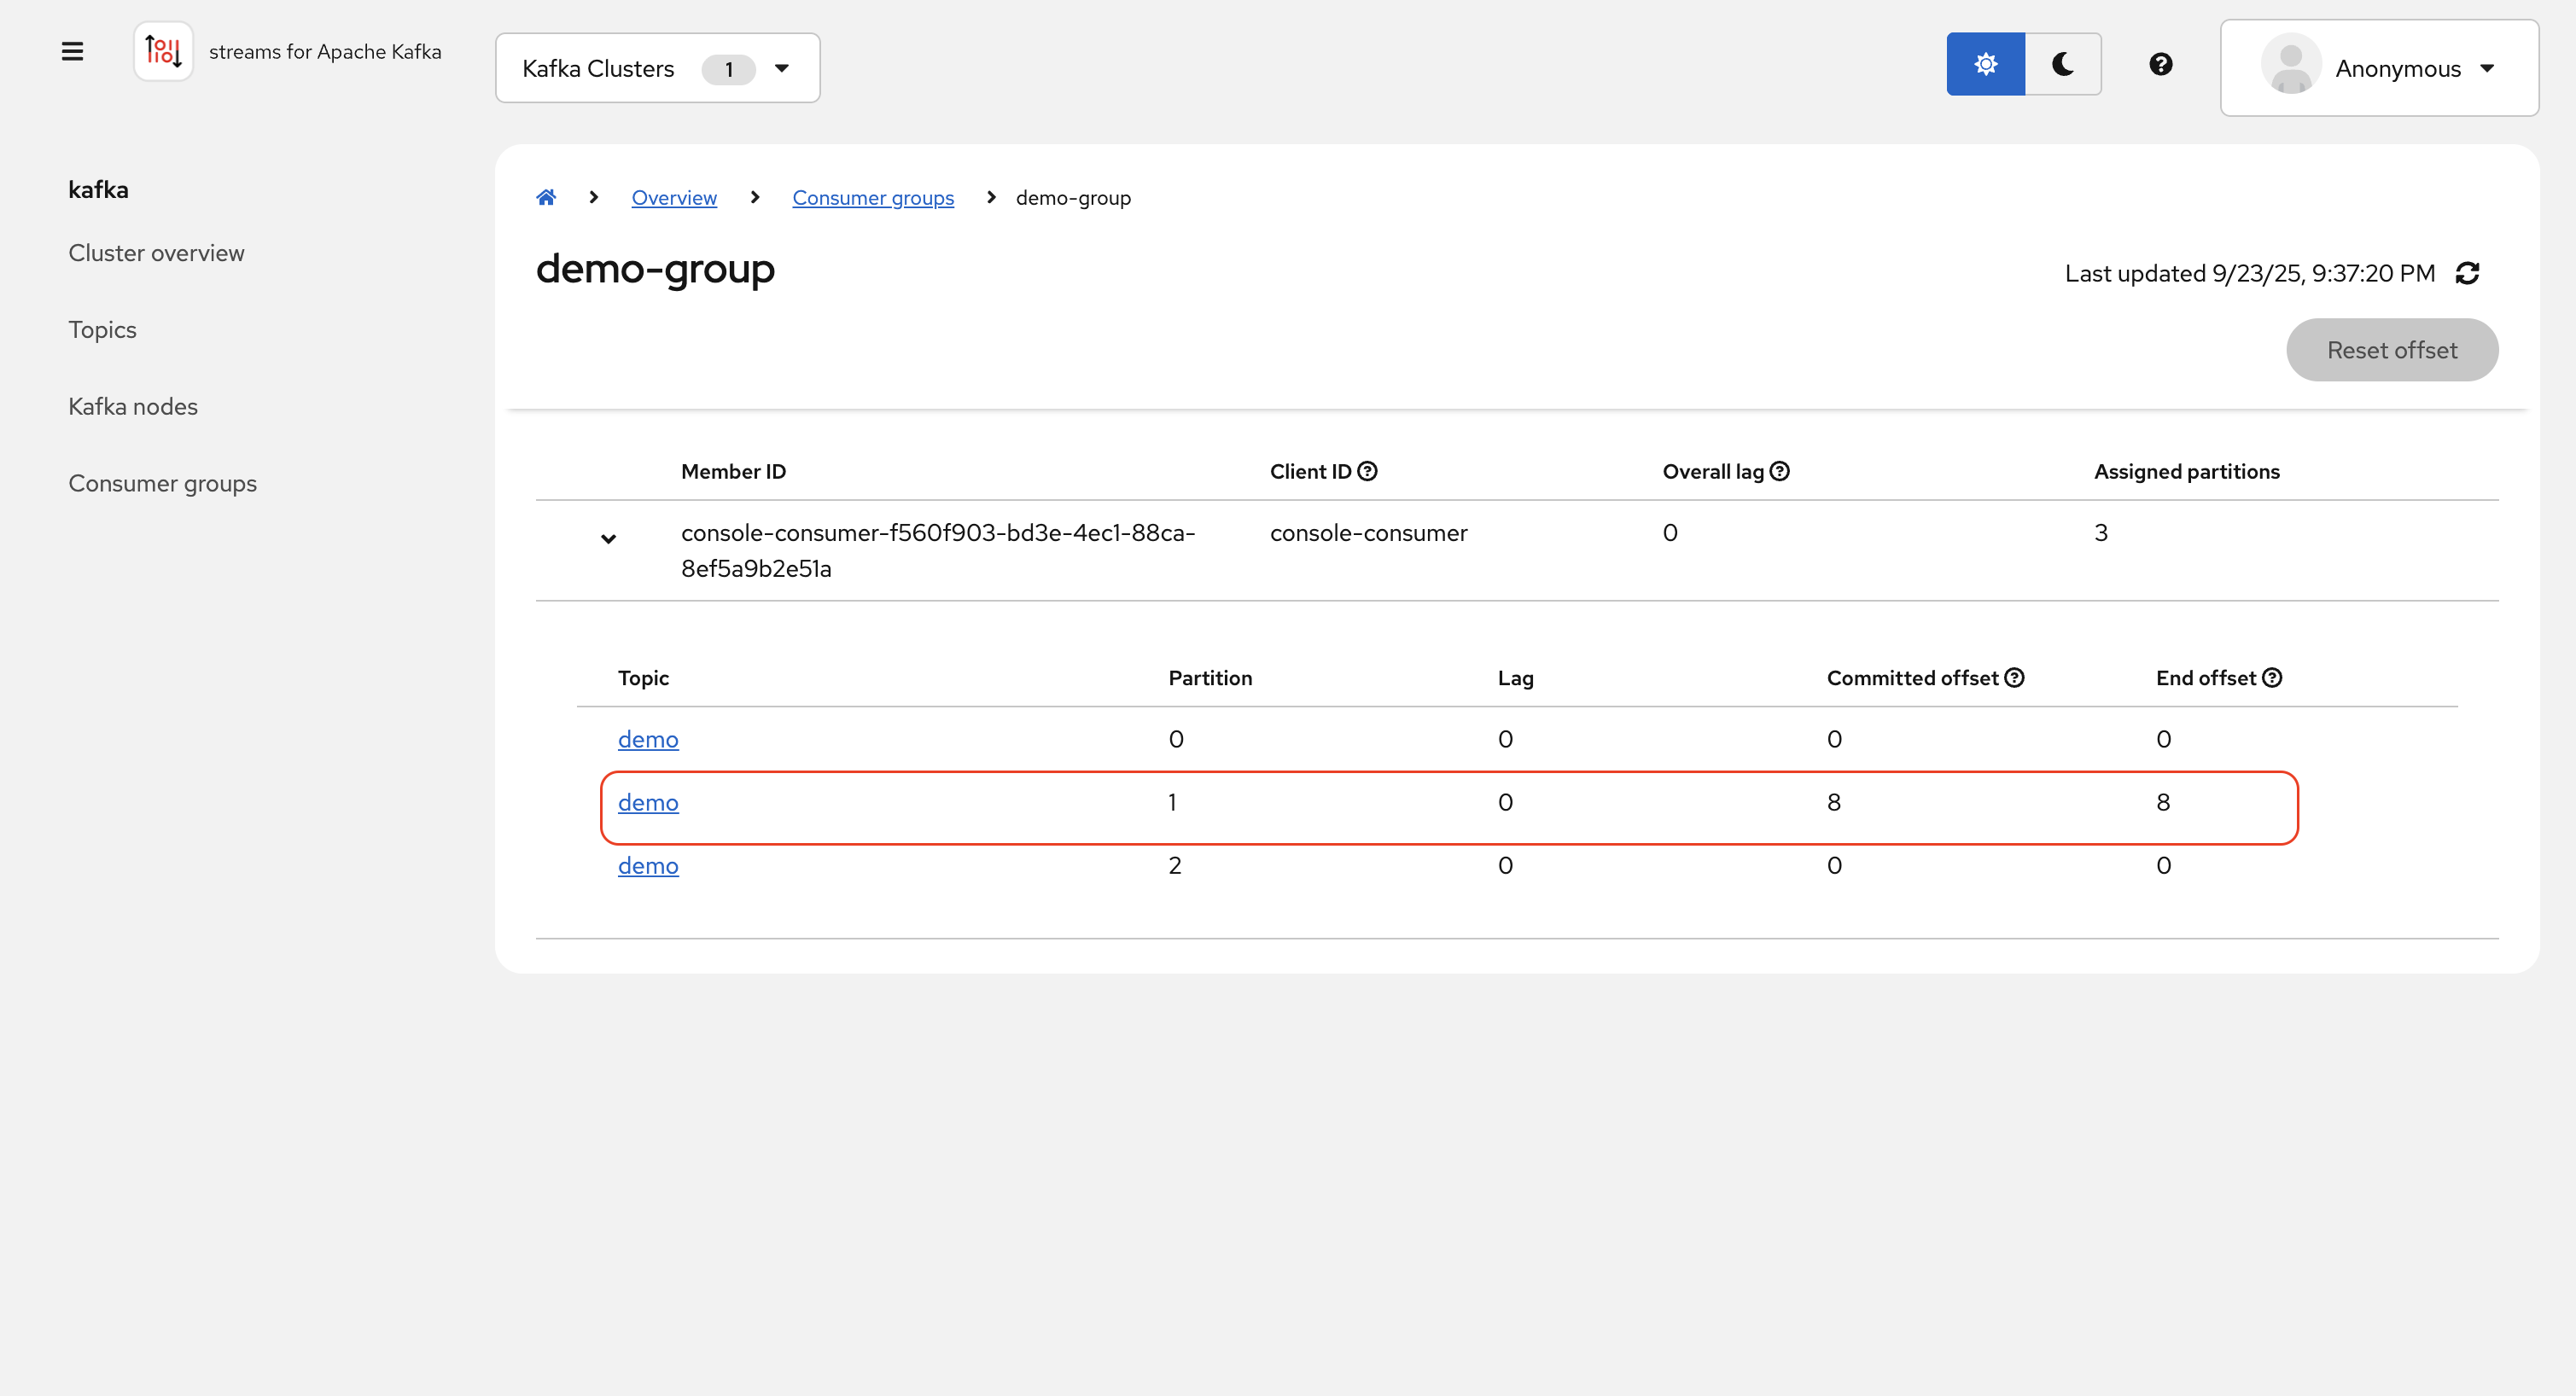 streams for Apache Kafka
Kafka Clusters 1
Anonymous
kafka
Cluster overview
Topics
Kafka nodes
Consumer groups
Overview Consumer groups demo-group
demo-group
Last updated 9/23/25, 9:37:20 PM
Reset offset
Member ID Client ID Overall lag Assigned partitions
console-consumer-f560f903-bd3e-4ec1-88ca- console-consumer 0 3
8ef5a9b2e51a
Topic Partition Lag Committed offset End offset
demo 0 0 0 0
demo 1 0 8 8
demo 2 0 0 0